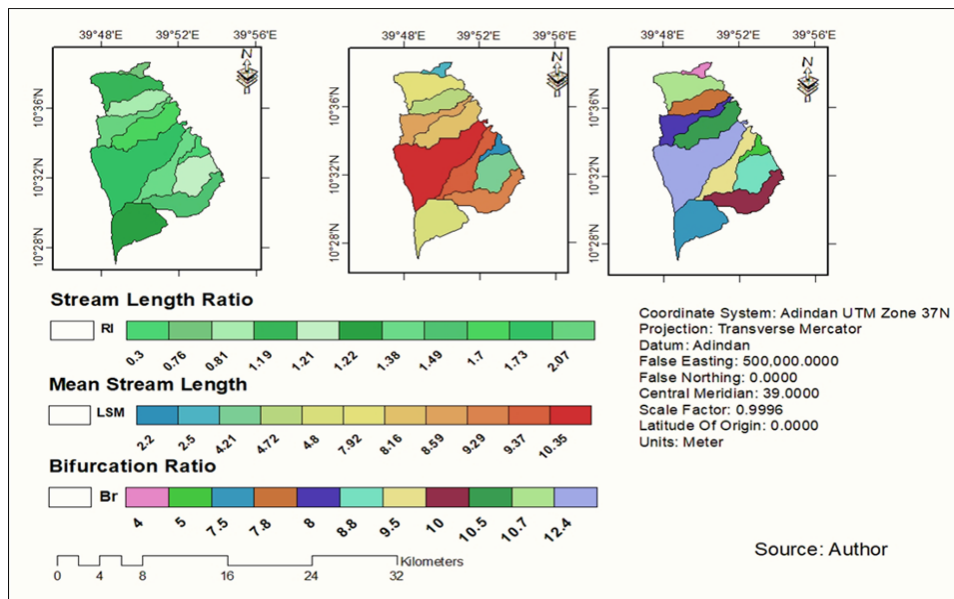 39°48'E 39°52'E 39°56'E
39°48'E 39°52'E 39°56'E
39°48'E 39°52'E 39°56'E
N
N
N
10°36'N
10°32'N
10°28'N
10°36'N
10°32'N
10°28'N
10°36'N
10°32'N
10°28'N
Stream Length Ratio
Rl
0.3 0.76 0.81 1.19 1.21 1.22 1.38 1.49 1.7 1.73 2.07
Mean Stream Length
LSM
2.2 2.5 4.21 4.72 4.8 7.92 8.16 8.59 9.29 9.37 10.35
Bifurcation Ratio
Br
4 5 7.5 7.8 8 8.8 9.5 10 10.5 10.7 12.4
Kilometers
0 4 8 16 24 32
Coordinate System: Adindan UTM Zone 37N
Projection: Transverse Mercator
Datum: Adindan
False Easting: 500,000.0000
False Northing: 0.0000
Central Meridian: 39.0000
Scale Factor: 0.9996
Latitude Of Origin: 0.0000
Units: Meter
Source: Author